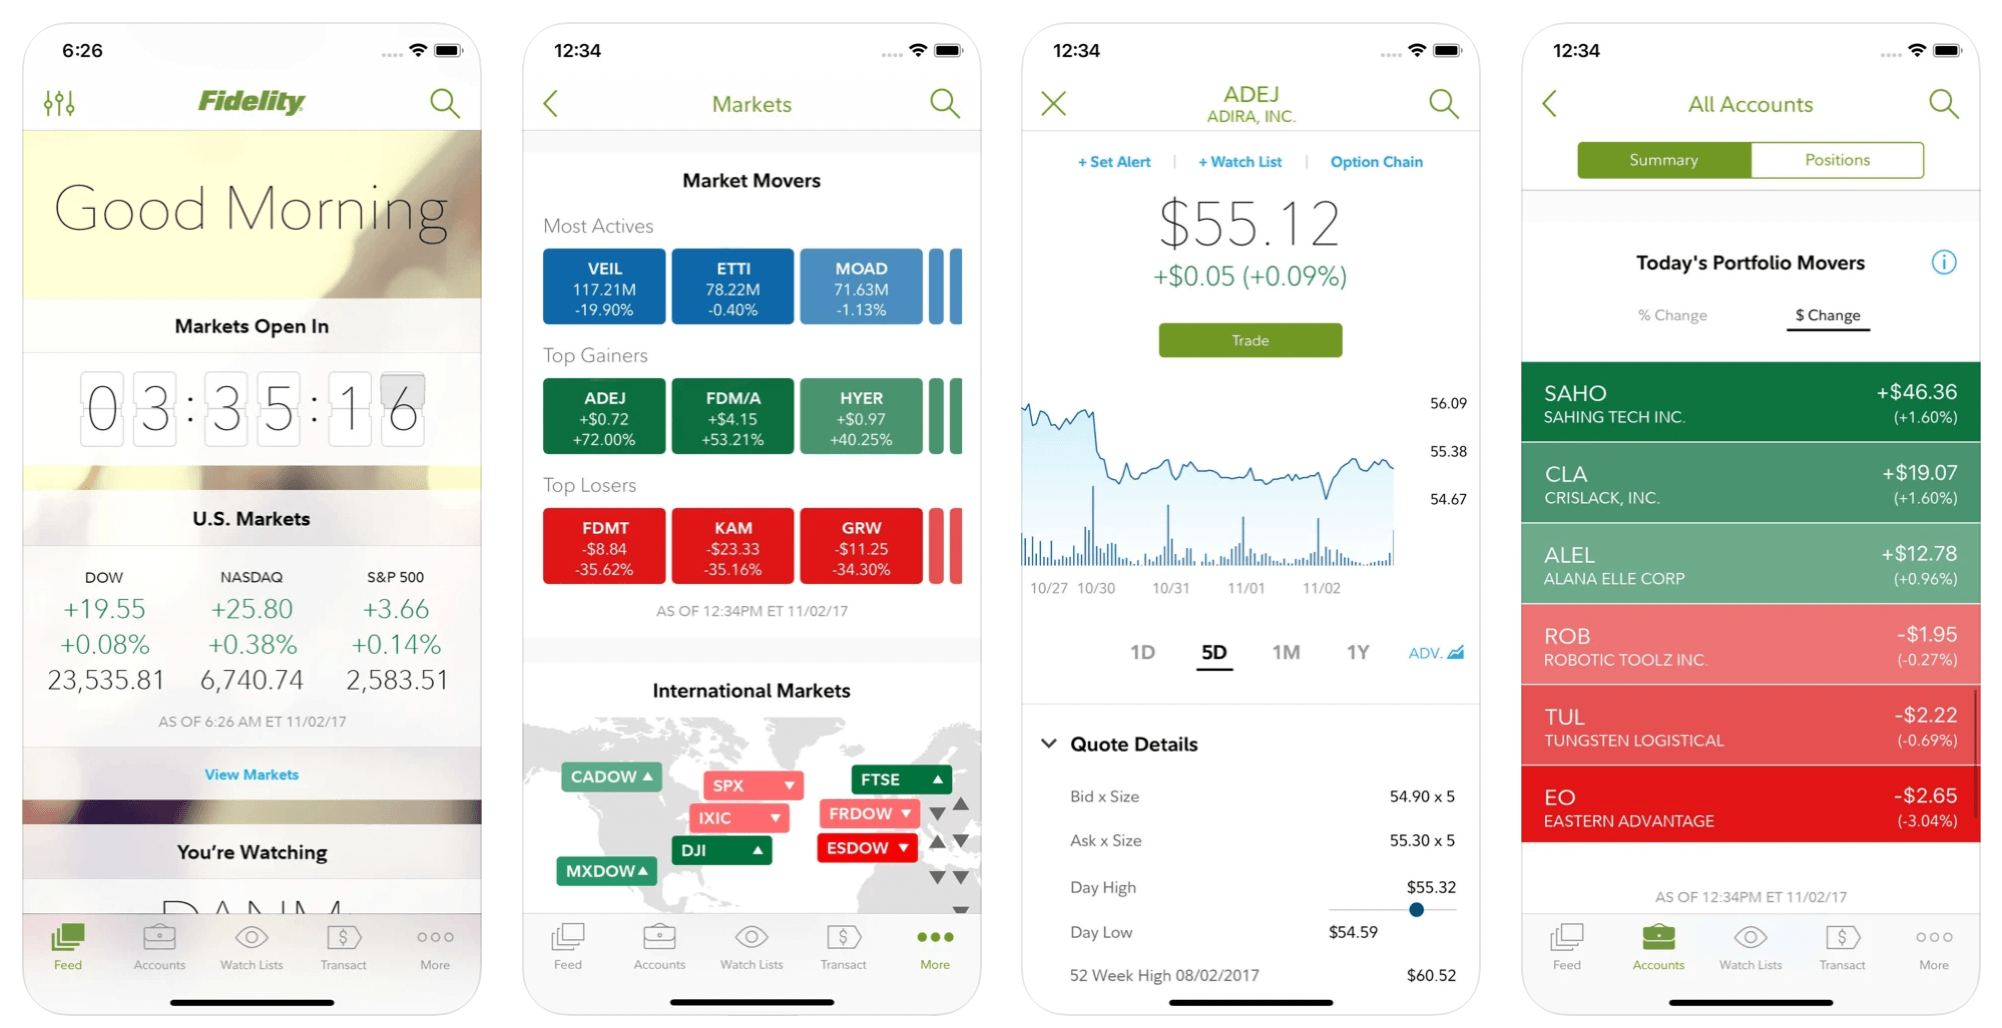 6:26
Fidelity
Good Morning
Markets Open In
03:35:16
U.S. Markets
DOW NASDAQ S&P 500
+19.55 +25.80 +3.66
+0.08% +0.38% +0.14%
23,535.81 6,740.74 2,583.51
AS OF 6:26 AM ET 11/02/17
View Markets
You're Watching
Feed Accounts Watch Lists Transact More
12:34
Markets
Market Movers
Most Actives
VEIL ETTI MOAD
117.21M 78.22M 71.63M
-19.90% -0.40% -1.13%
Top Gainers
ADEJ FDM/A HYER
+$0.72 +$4.15 +$0.97
+72.00% +53.21% +40.25%
Top Losers
FDMT KAM GRW
-$8.84 -$23.33 -$11.25
-35.62% -35.16% -34.30%
AS OF 12:34PM ET 11/02/17
International Markets
CADOW ▲ SPX ▼ FTSE ▲
IXIC ▼ FRDOW ▼
DJI ▲ ESDOW ▼
MXDOW ▲
Feed Accounts Watch Lists Transact More
12:34
ADEJ
ADIRA, INC.
+ Set Alert | + Watch List | Option Chain
$55.12
+$0.05 (+0.09%)
Trade
56.09
55.38
54.67
10/27 10/30 10/31 11/01 11/02
1D 5D 1M 1Y ADV.
Quote Details
Bid x Size 54.90 x 5
Ask x Size 55.30 x 5
Day High $55.32
Day Low $54.59
52 Week High 08/02/2017 $60.52
12:34
All Accounts
Summary Positions
Today's Portfolio Movers
% Change $ Change
SAHO +$46.36
SAHING TECH INC. (+1.60%)
CLA +$19.07
CRISLACK, INC. (+1.60%)
ALEL +$12.78
ALANA ELLE CORP (+0.96%)
ROB -$1.95
ROBOTIC TOOLZ INC. (-0.27%)
TUL -$2.22
TUNGSTEN LOGISTICAL (-0.69%)
EO -$2.65
EASTERN ADVANTAGE (-3.04%)
AS OF 12:34PM ET 11/02/17
Feed Accounts Watch Lists Transact More